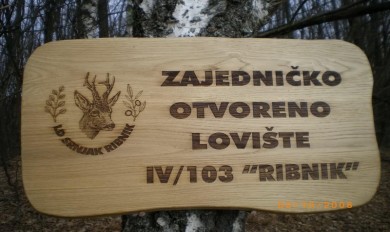 ZAJEDNIČKO
OTVORENO
LOVIŠTE
IV/103 "RIBNIK"
LD SRNJAK RIBNIK